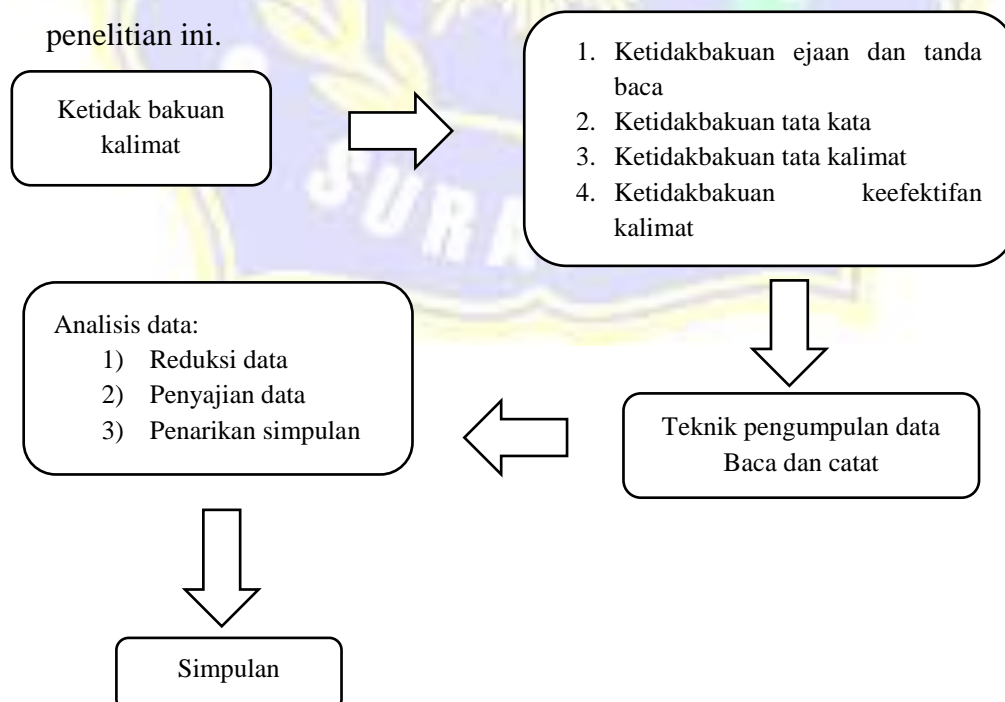 penelitian ini.
Ketidak bakuan
kalimat
1. Ketidakbakuan ejaan dan tanda
baca
2. Ketidakbakuan tata kata
3. Ketidakbakuan tata kalimat
4. Ketidakbakuan keefektifan
kalimat
Teknik pengumpulan data
Baca dan catat
Analisis data:
1) Reduksi data
2) Penyajian data
3) Penarikan simpulan
Simpulan